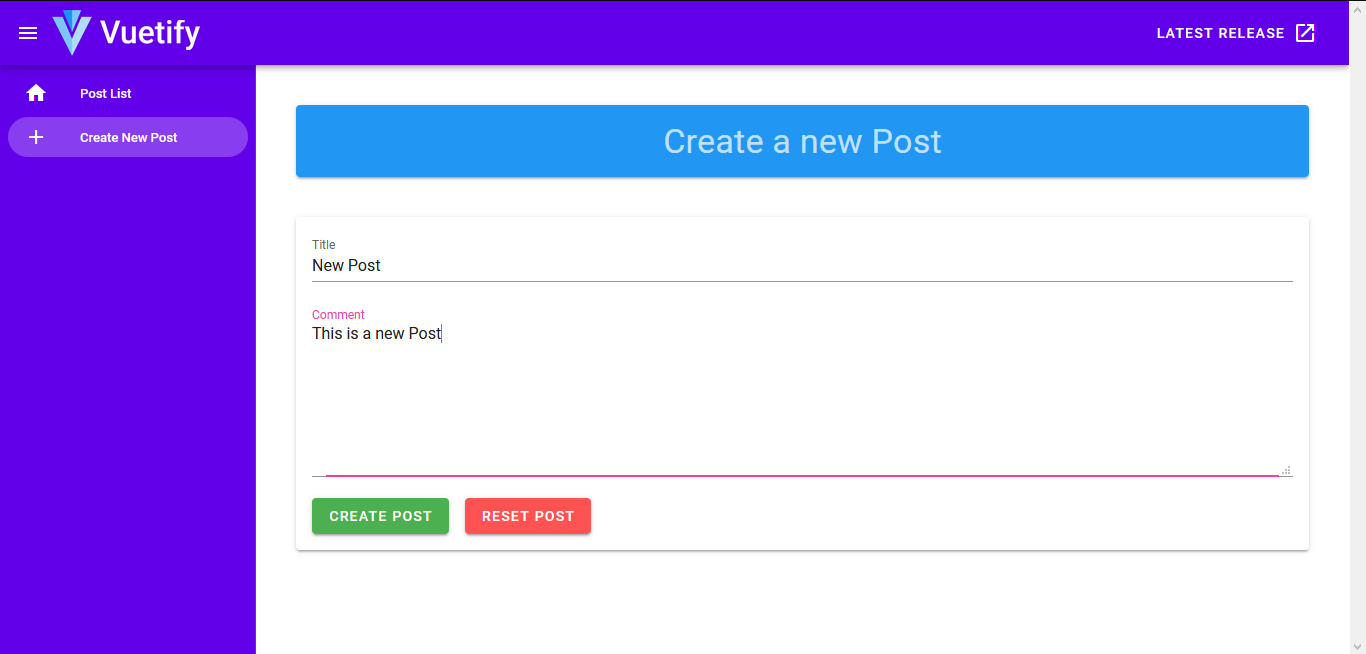 Vuetify
LATEST RELEASE
Post List
Create New Post
Create a new Post
Title
New Post
Comment
This is a new Post
CREATE POST
RESET POST